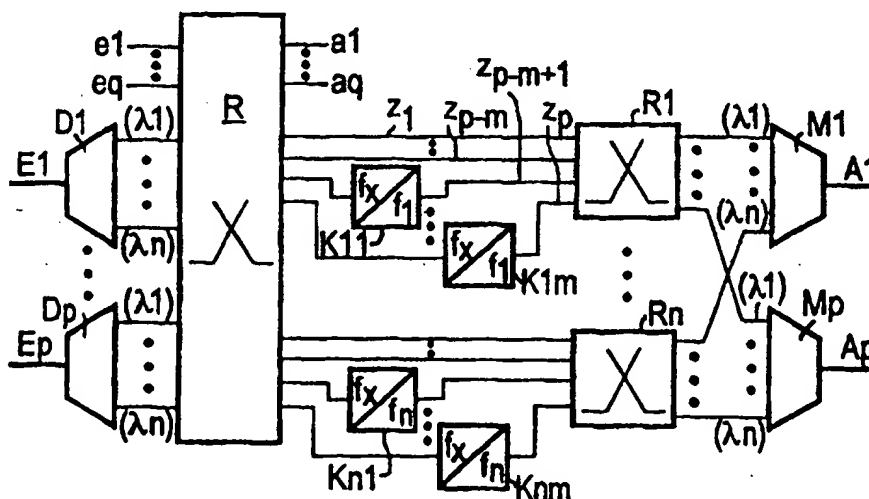 e1
a1
eq
aq
R
D1
(λ1)
E1
(λn)
Dp
(λ1)
Ep
(λn)
z1
zp-m
zp-m+1
zp
fx
f1
K11
fx
f1
K1m
fx
fn
Kn1
fx
fn
Knm
R1
Rn
(λ1)
M1
A1
(λn)
(λ1)
Mp
Ap
(λn)